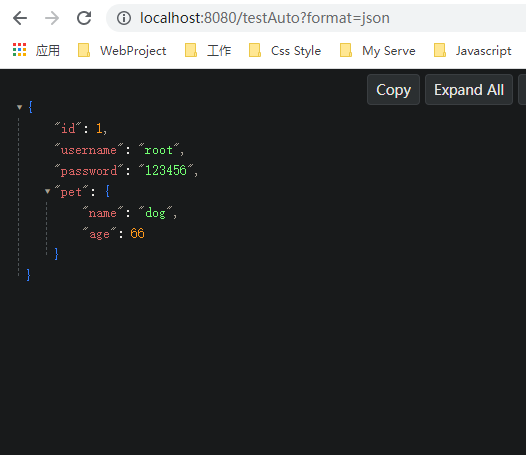 localhost:8080/testAuto?format=json
应用 WebProject 工作 Css Style My Serve Javascript
Copy Expand All
{
"id": 1,
"username": "root",
"password": "123456",
"pet": {
"name": "dog",
"age": 66
}
}